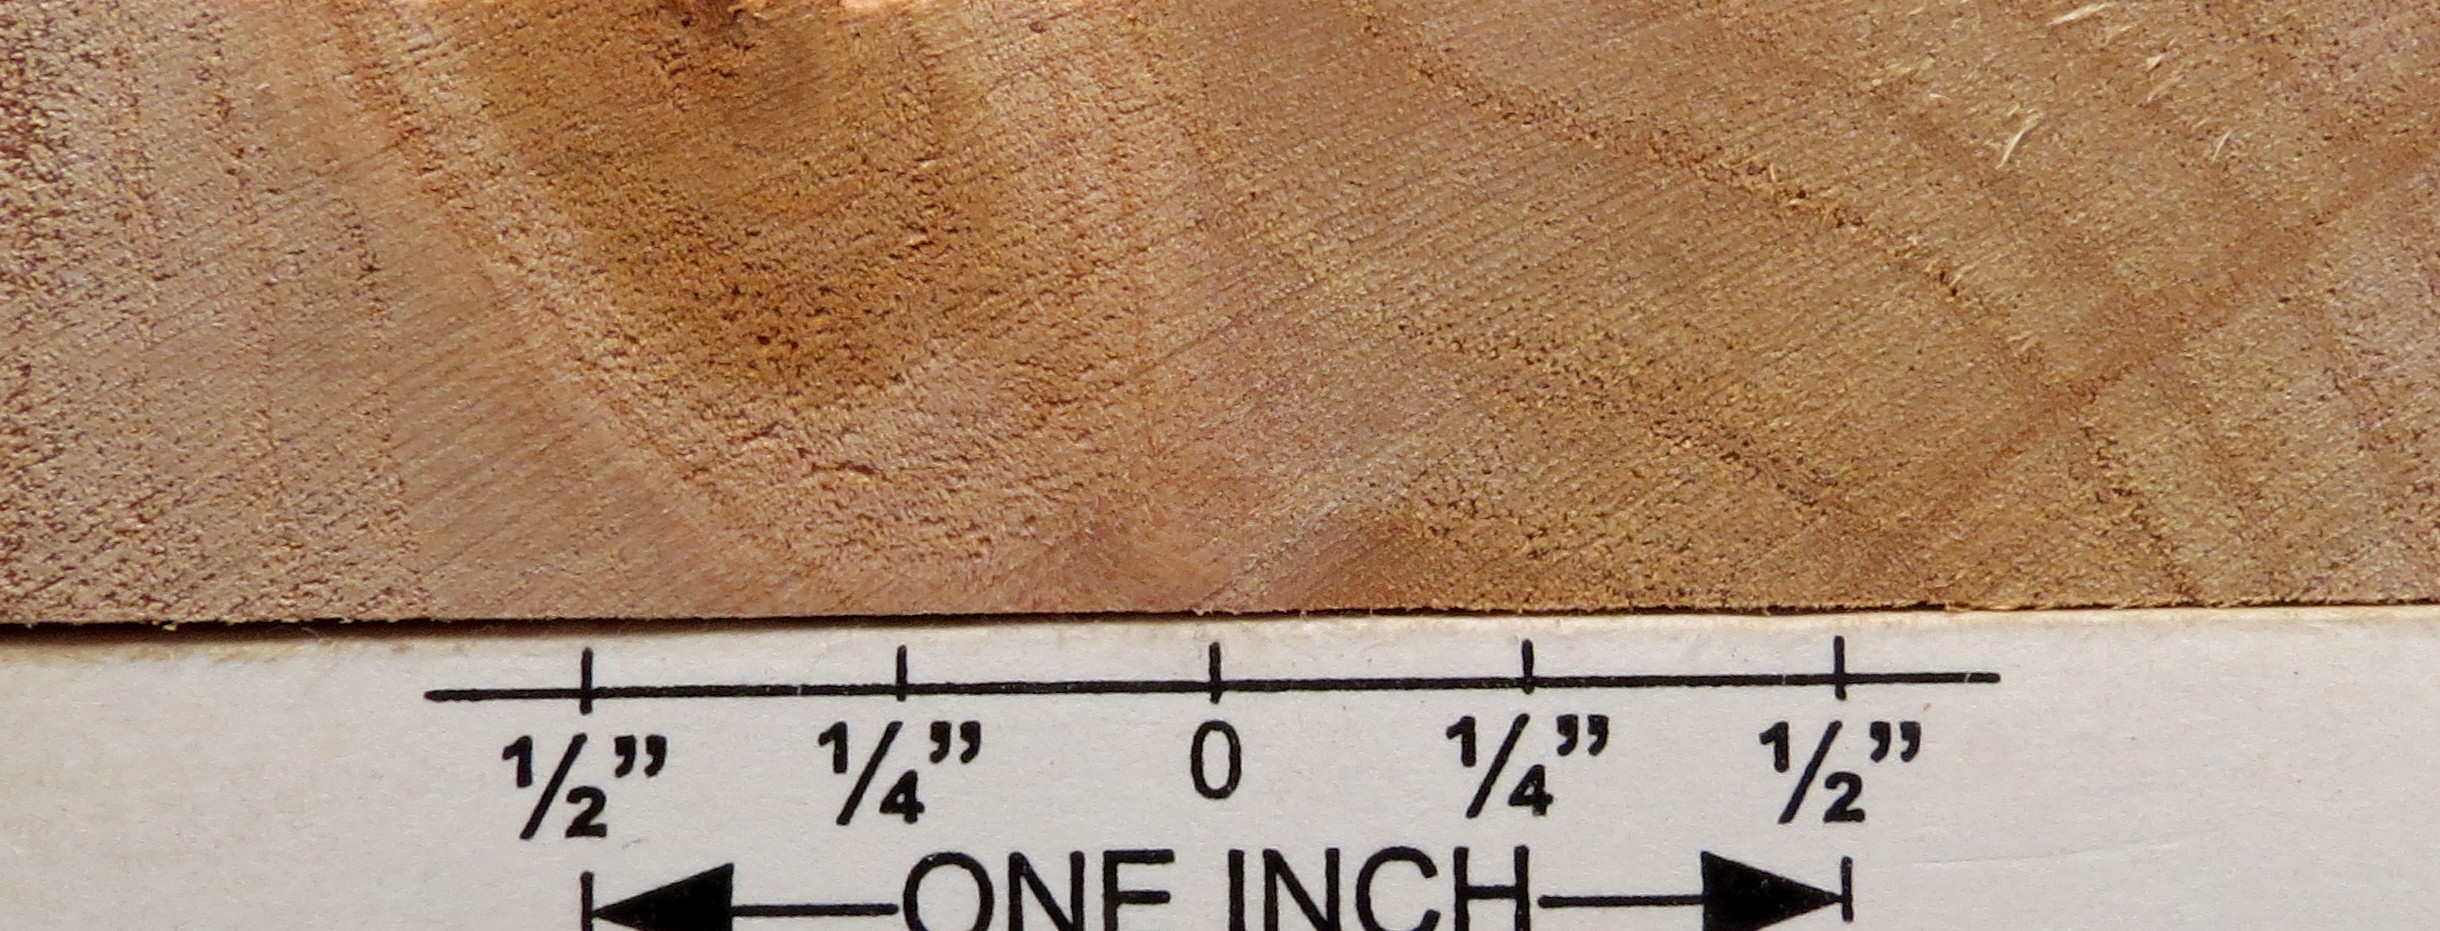 ½” ¼” 0 ¼” ½”
ONE INCH